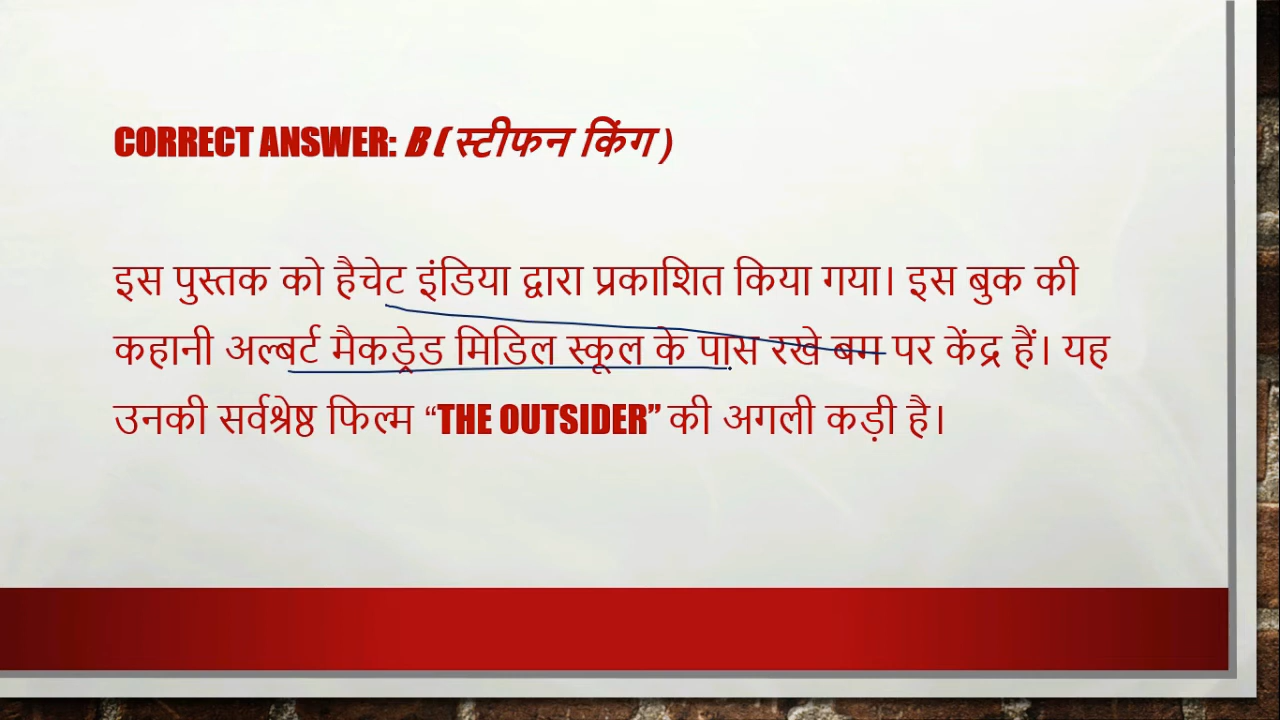 CORRECT ANSWER: B ( स्टीफन किंग )
इस पुस्तक को हैचेट इंडिया द्वारा प्रकाशित किया गया। इस बुक की
कहानी अल्बर्ट मैकड्रेड मिडिल स्कूल के पास रखे बम पर केंद्र हैं। यह
उनकी सर्वश्रेष्ठ फिल्म “THE OUTSIDER” की अगली कड़ी है।